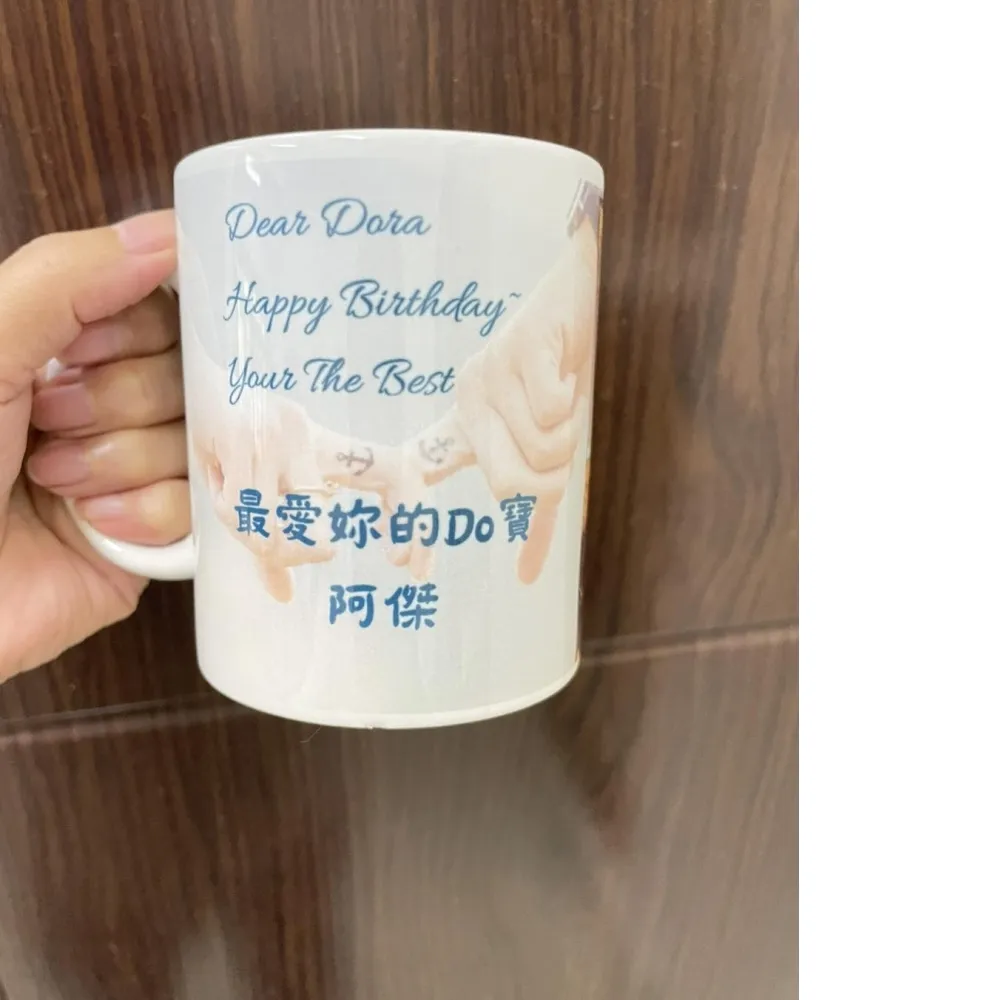 Dear Dora
Happy Birthday~
Your The Best
最愛妳的Do寶
阿傑